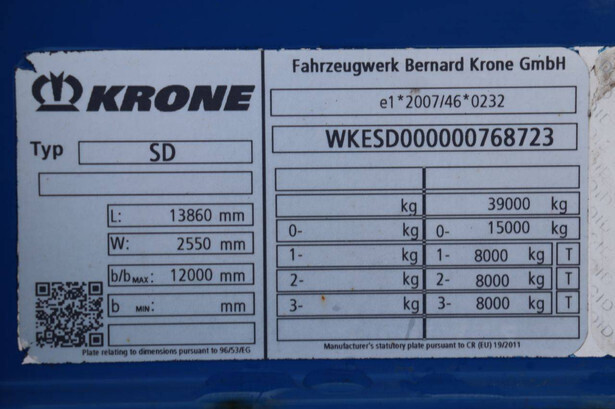 KRONE
Typ SD
L: 13860 mm
W: 2550 mm
b/bMAX: 12000 mm
b MIN: mm
Plate relating to dimensions pursuant to 96/53/EG
Fahrzeugwerk Bernard Krone GmbH
e1*2007/46*0232
WKESD000000768723
kg 39000 kg
0- kg 0- 15000 kg
1- kg 1- 8000 kg T
2- kg 2- 8000 kg T
3- kg 3- 8000 kg T
Manufacturer's statutory plate pursuant to CR (EU) 19/2011